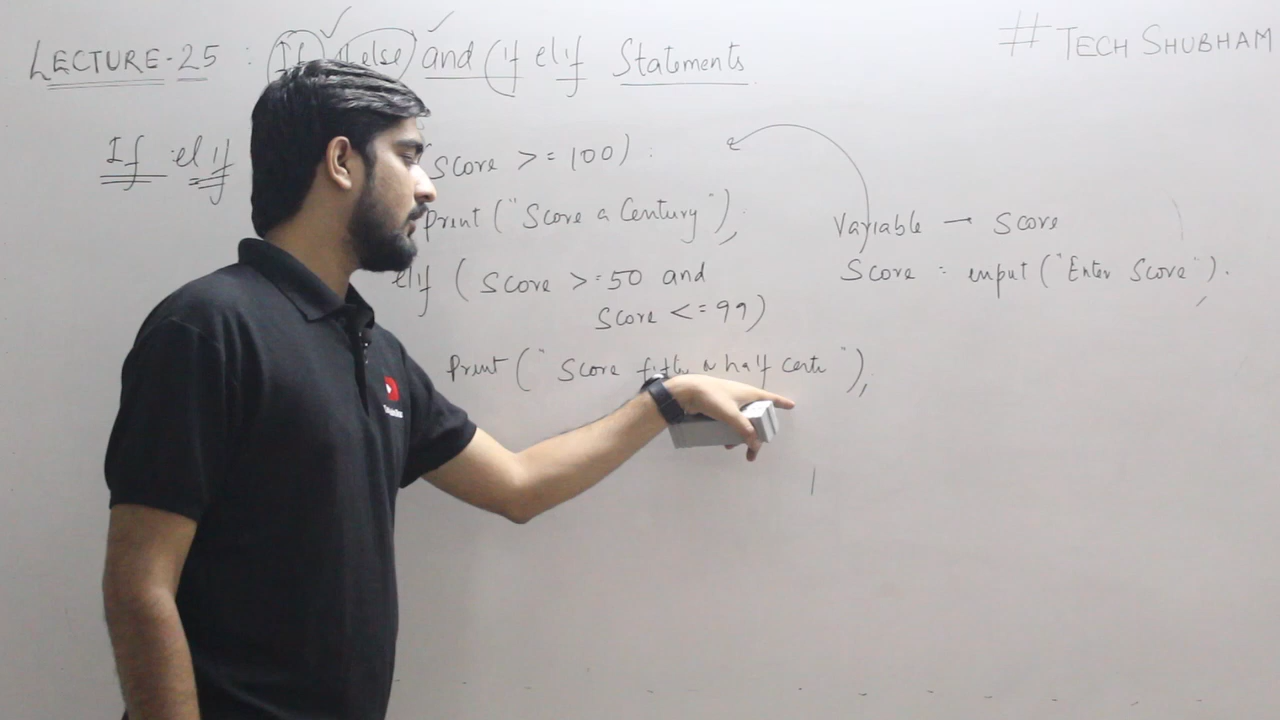 LECTURE-25 : If, else and (if elif Statements
# TECH SHUBHAM
If elif
Score >= 100) :
Print ("Score a Century"),
elif ( Score >= 50 and
Score <= 99)
Print (" Score a half "),
Variable → Score
Score = input ("Enter Score").